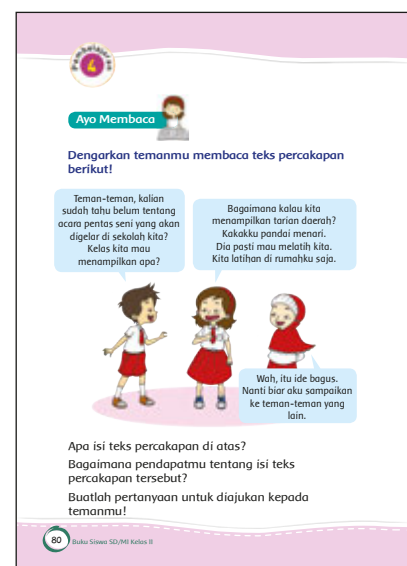 Pembelajaran
4
Ayo Membaca
Dengarkan temanmu membaca teks percakapan
berikut!
Teman-teman, kalian
sudah tahu belum tentang
acara pentas seni yang akan
digelar di sekolah kita?
Kelas kita mau
menampilkan apa?
Bagaimana kalau kita
menampilkan tarian daerah?
Kakakku pandai menari.
Dia pasti mau melatih kita.
Kita latihan di rumahku saja.
Wah, itu ide bagus.
Nanti biar aku sampaikan
ke teman-teman yang
lain.
Apa isi teks percakapan di atas?
Bagaimana pendapatmu tentang isi teks
percakapan tersebut?
Buatlah pertanyaan untuk diajukan kepada
temanmu!
80 Buku Siswa SD/MI Kelas II